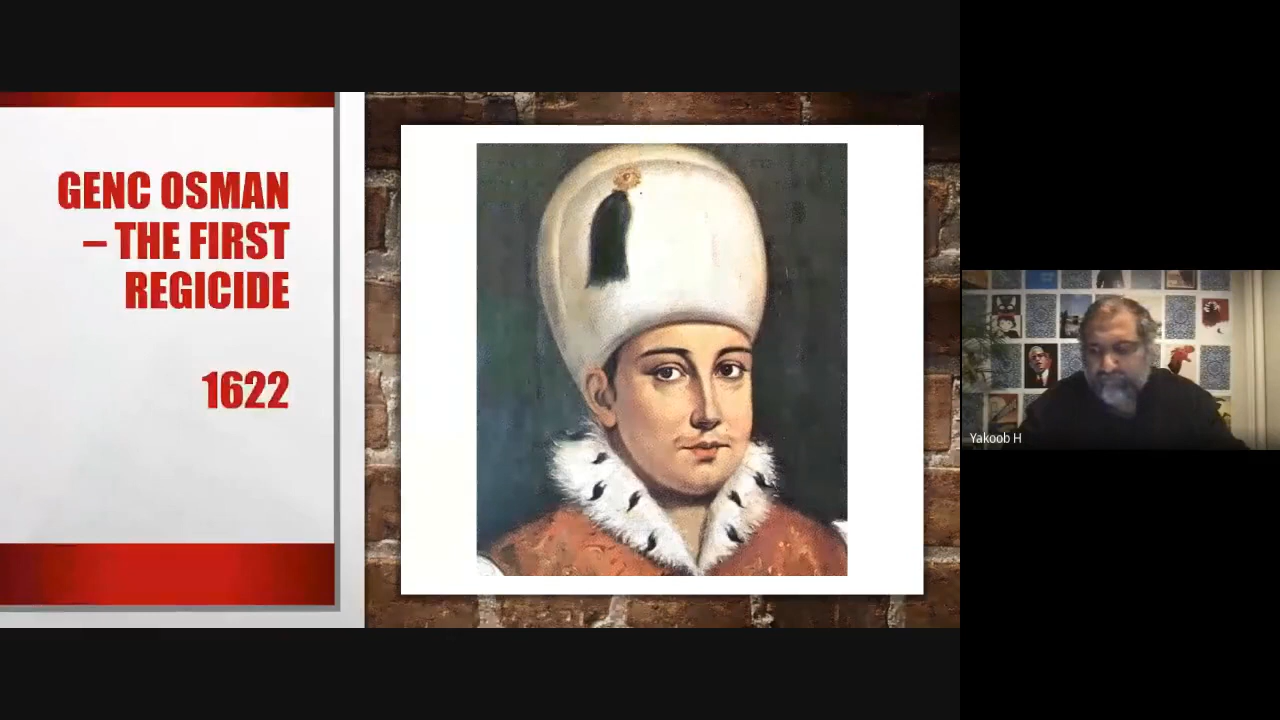 GENC OSMAN
– THE FIRST
REGICIDE
1622
Yakoob H